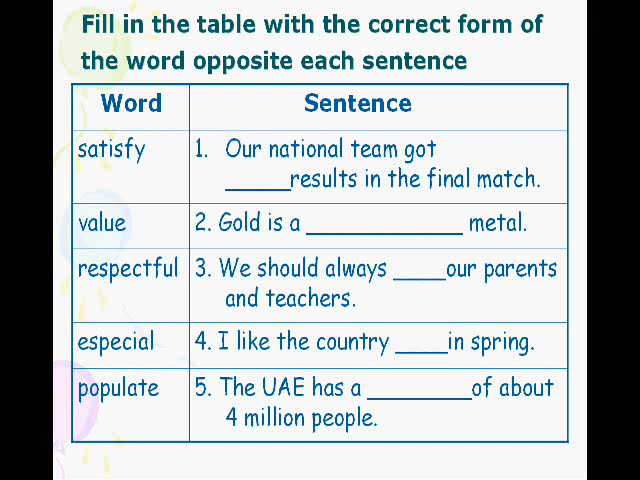 Fill in the table with the correct form of
the word opposite each sentence
Word Sentence
satisfy 1. Our national team got
_____results in the final match.
value 2. Gold is a ____________ metal.
respectful 3. We should always ____our parents
and teachers.
especial 4. I like the country ____in spring.
populate 5. The UAE has a ________of about
4 million people.